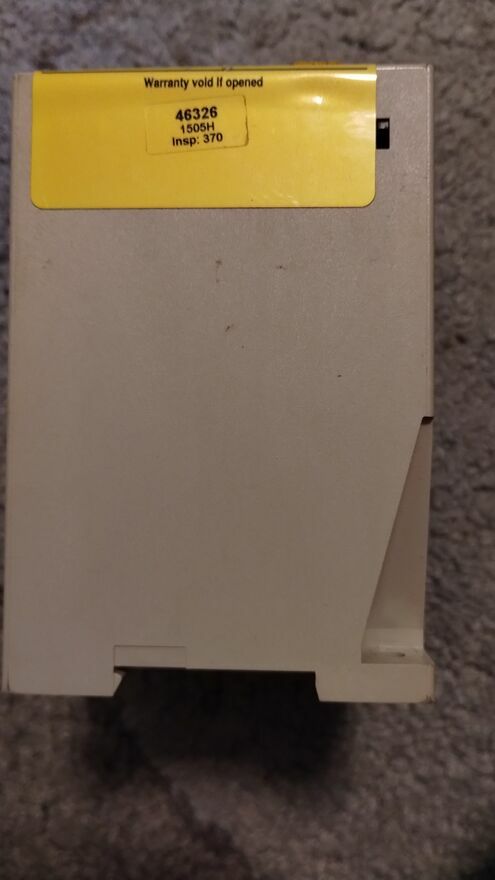 Warranty void If opened
46326
1505H
Insp: 370